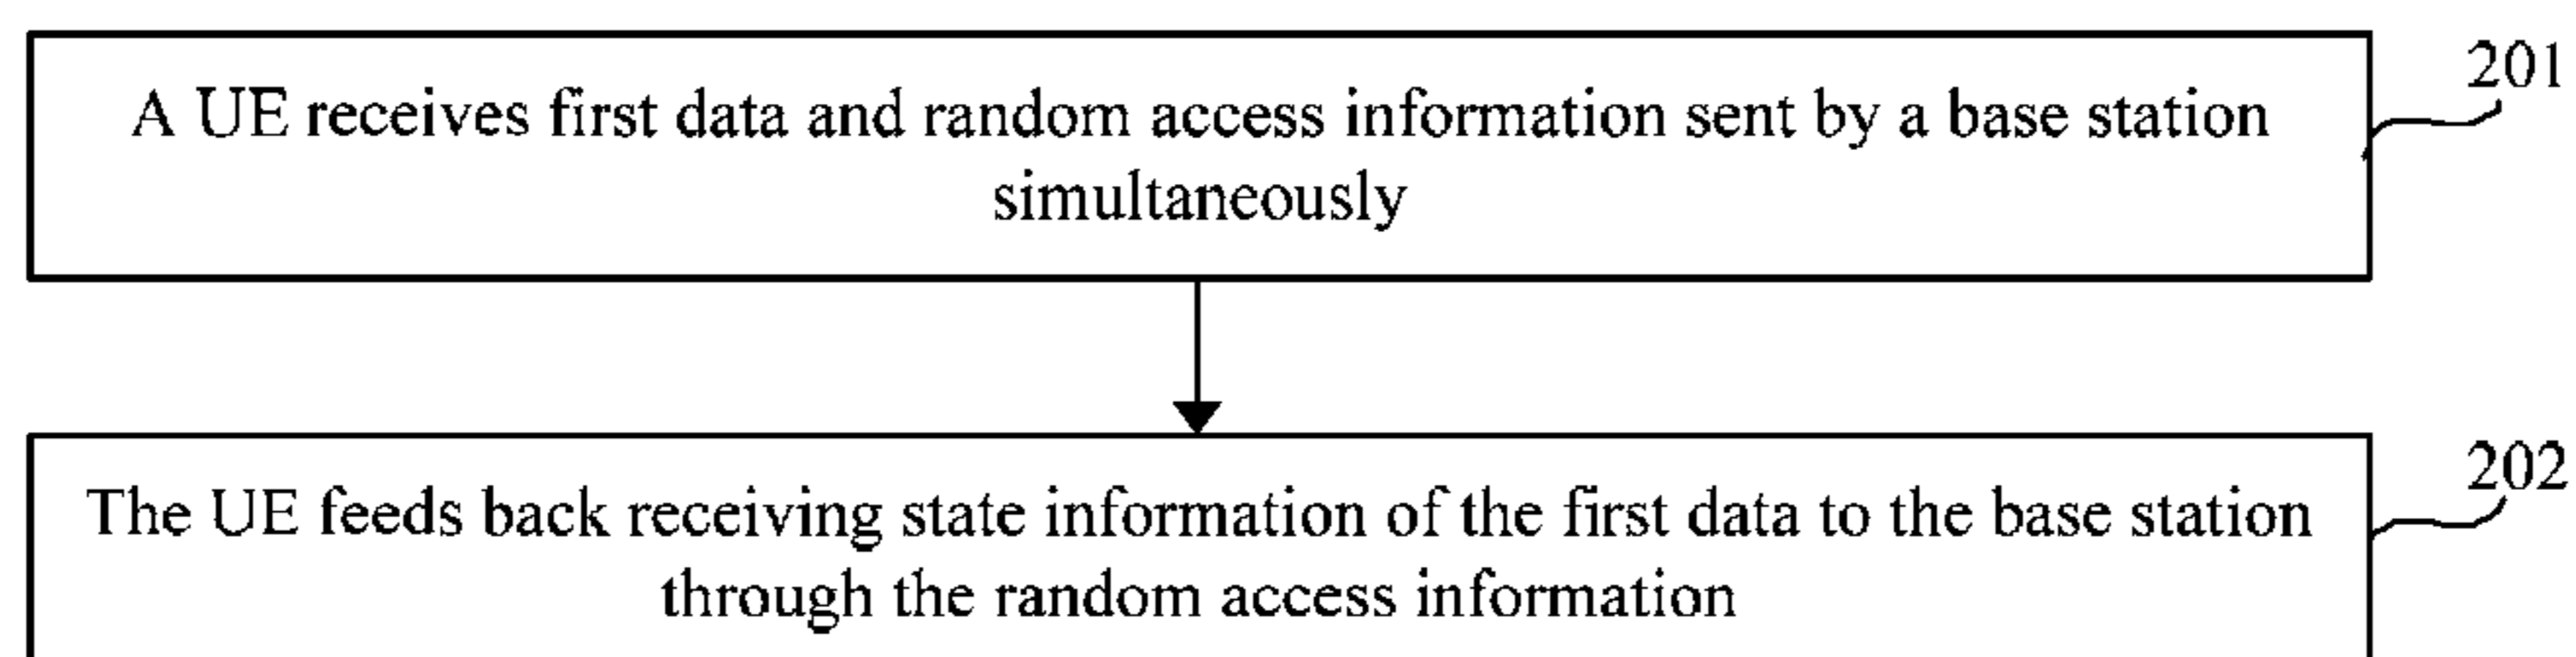 A UE receives first data and random access information sent by a base station
simultaneously
201
The UE feeds back receiving state information of the first data to the base station
through the random access information
202